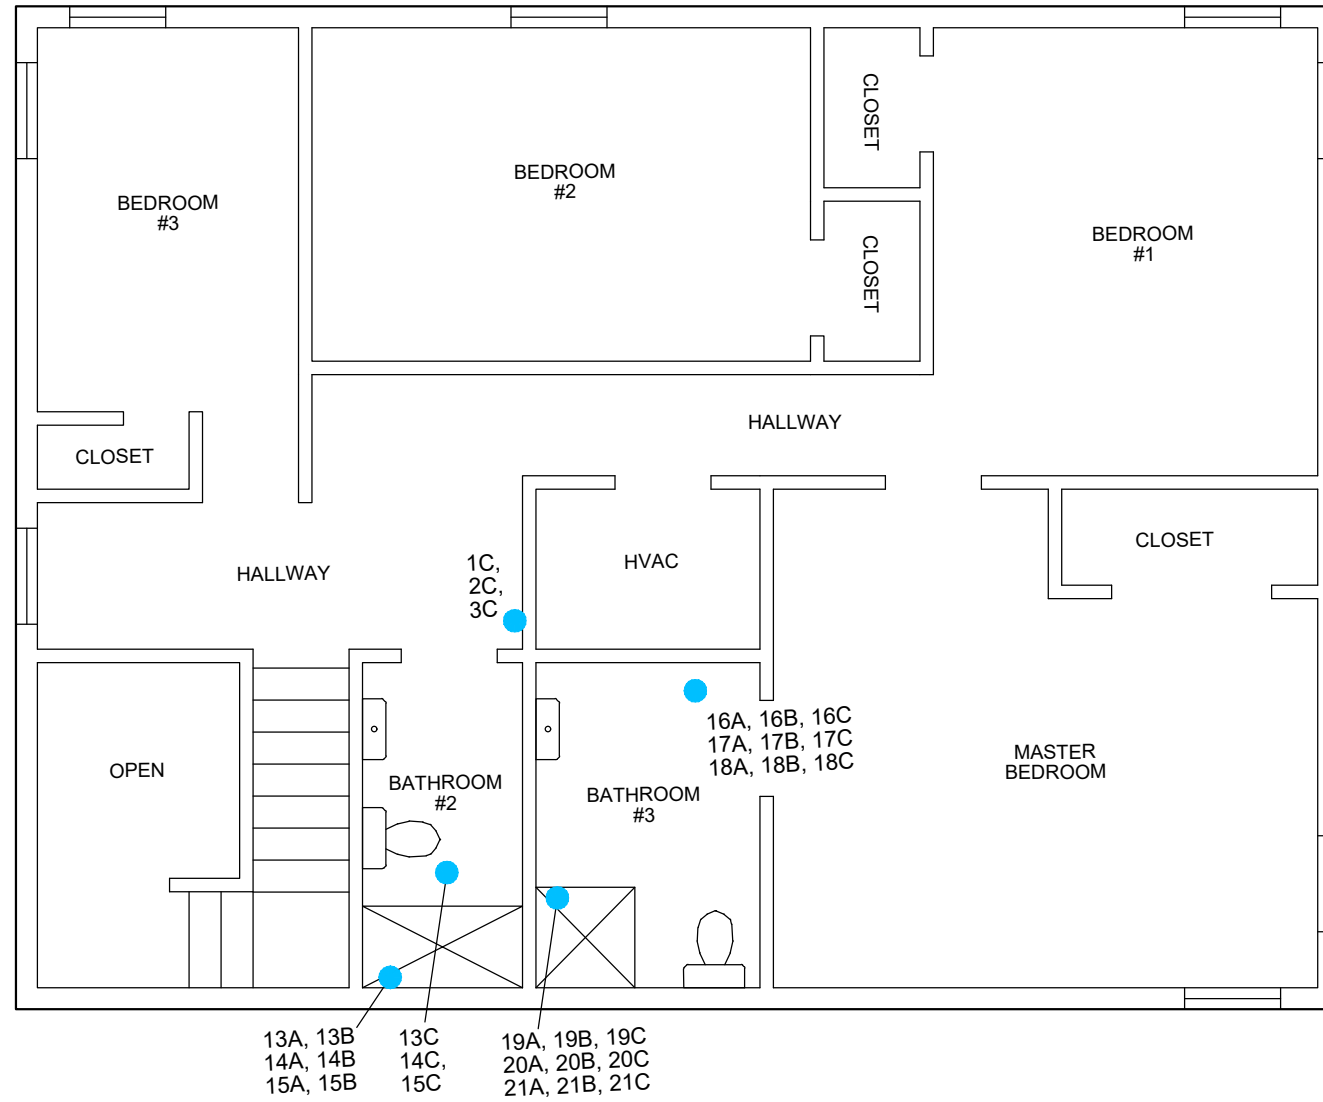 CLOSET
BEDROOM
#2
BEDROOM
#3
BEDROOM
#1
CLOSET
HALLWAY
CLOSET
CLOSET
HVAC
HALLWAY
1C,
2C,
3C
16A, 16B, 16C
17A, 17B, 17C
18A, 18B, 18C
MASTER
BEDROOM
OPEN
BATHROOM
#2
BATHROOM
#3
13A, 13B
14A, 14B
15A, 15B
13C
14C,
15C
19A, 19B, 19C
20A, 20B, 20C
21A, 21B, 21C